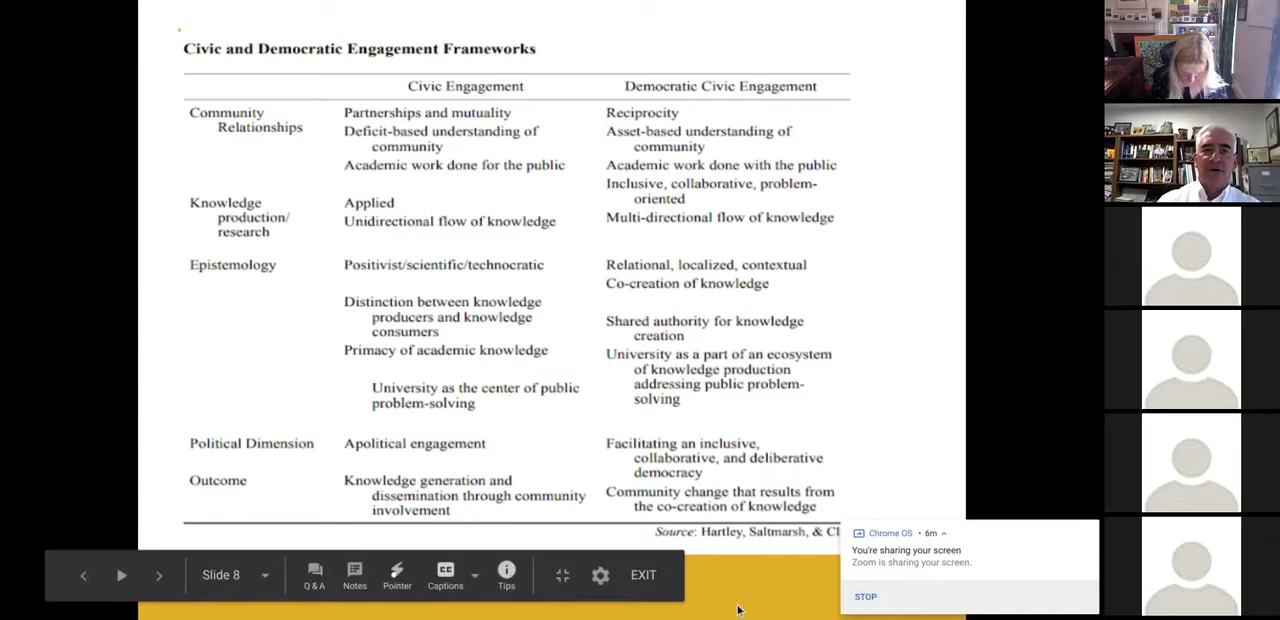 Civic and Democratic Engagement Frameworks
Civic Engagement
Democratic Civic Engagement
Community
Relationships
Partnerships and mutuality
Deficit-based understanding of
community
Academic work done for the public
Reciprocity
Asset-based understanding of
community
Academic work done with the public
Inclusive, collaborative, problem-
oriented
Knowledge
production/
research
Applied
Unidirectional flow of knowledge
Multi-directional flow of knowledge
Epistemology
Positivist/scientific/technocratic
Distinction between knowledge
producers and knowledge
consumers
Primacy of academic knowledge
University as the center of public
problem-solving
Relational, localized, contextual
Co-creation of knowledge
Shared authority for knowledge
creation
University as a part of an ecosystem
of knowledge production
addressing public problem-
solving
Political Dimension
Apolitical engagement
Facilitating an inclusive,
collaborative, and deliberative
democracy
Outcome
Knowledge generation and
dissemination through community
involvement
Community change that results from
the co-creation of knowledge
Source: Hartley, Saltmarsh, & Cl
Slide 8
Q & A
Notes
Pointer
CC
Captions
Tips
EXIT
Chrome OS • 6m
You're sharing your screen
Zoom is sharing your screen.
STOP